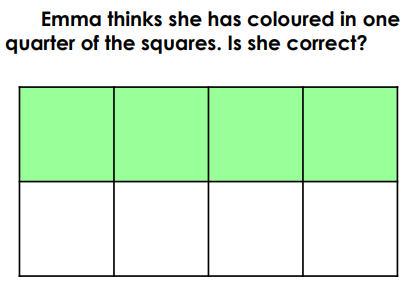 Emma thinks she has coloured in one
quarter of the squares. Is she correct?